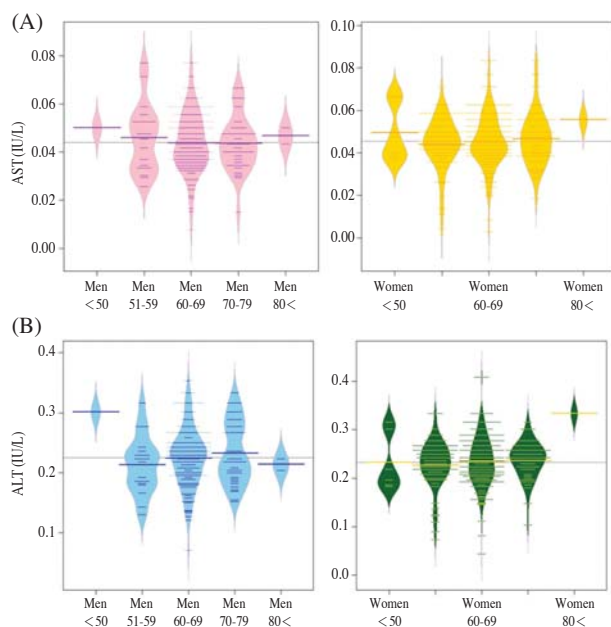 (A)
AST (IU/L)
0.08
0.06
0.04
0.02
0.00
Men Men Men Men Men
<50 51-59 60-69 70-79 80<
0.10
0.08
0.06
0.04
0.02
0.00
Women Women Women
<50 60-69 80<
(B)
ALT (IU/L)
0.4
0.3
0.2
0.1
Men Men Men Men Men
<50 51-59 60-69 70-79 80<
0.4
0.3
0.2
0.1
0.0
Women Women Women
<50 60-69 80<